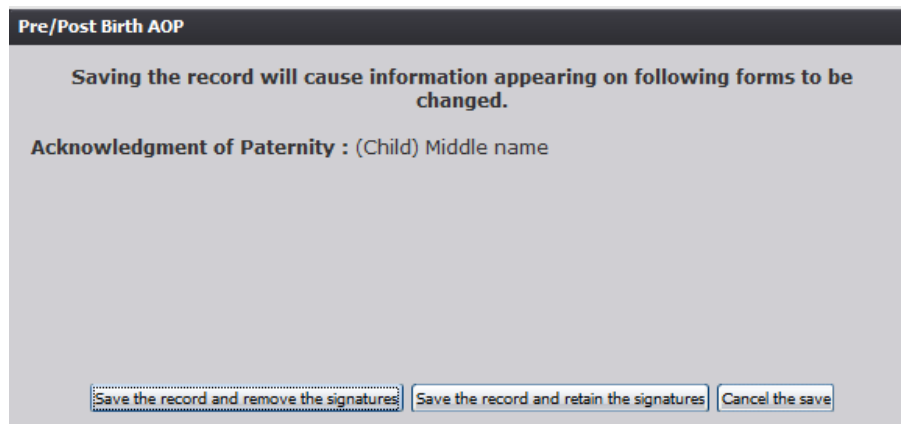 Pre/Post Birth AOP
Saving the record will cause information appearing on following forms to be
changed.
Acknowledgment of Paternity : (Child) Middle name
Save the record and remove the signatures Save the record and retain the signatures Cancel the save